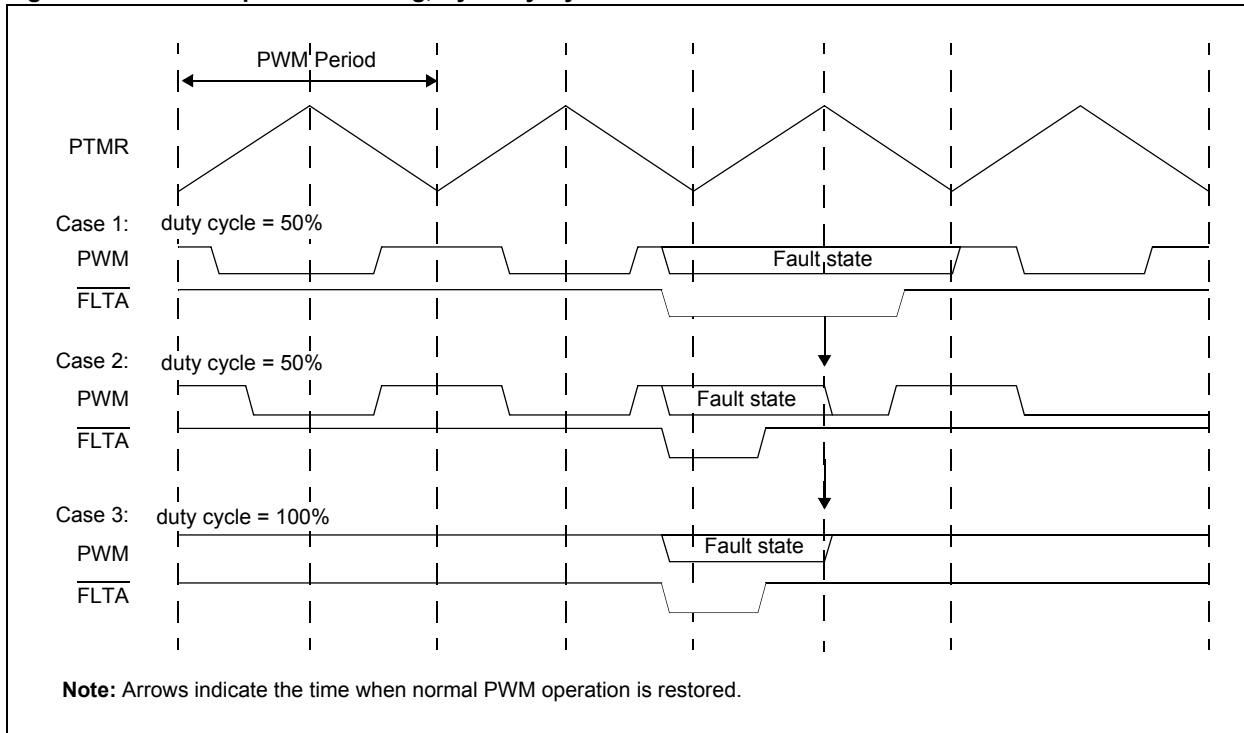 PWM Period
PTMR
Case 1: duty cycle = 50%
PWM
Fault state
FLTA
Case 2: duty cycle = 50%
PWM
Fault state
FLTA
Case 3: duty cycle = 100%
PWM
Fault state
FLTA
Note: Arrows indicate the time when normal PWM operation is restored.